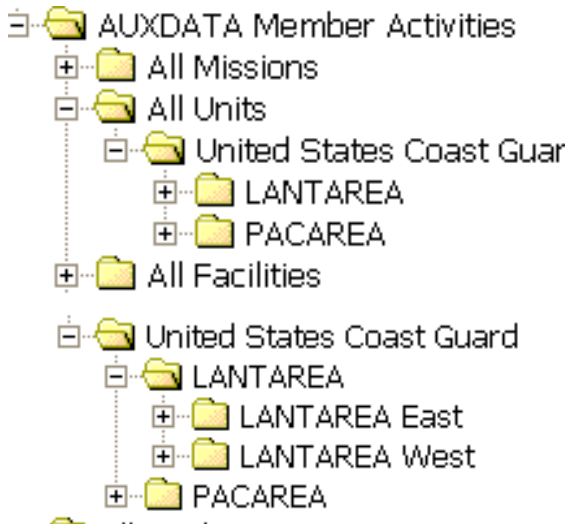 AUXDATA Member Activities
All Missions
All Units
United States Coast Guar
LANTAREA
PACAREA
All Facilities
United States Coast Guard
LANTAREA
LANTAREA East
LANTAREA West
PACAREA